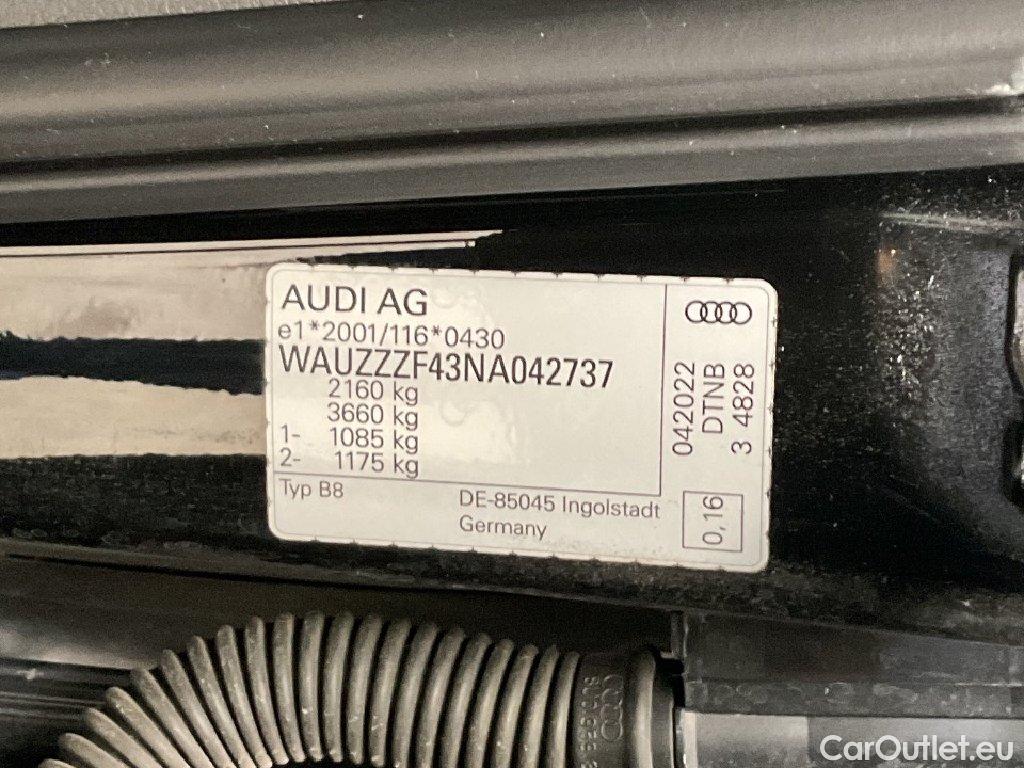 AUDI AG
e1*2001/116*0430
WAUZZZF43NA042737
2160 kg
3660 kg
1- 1085 kg
2- 1175 kg
Typ B8
DE-85045 Ingolstadt
Germany
042022
DTNB
3 4828
0,16
CarOutlet.eu